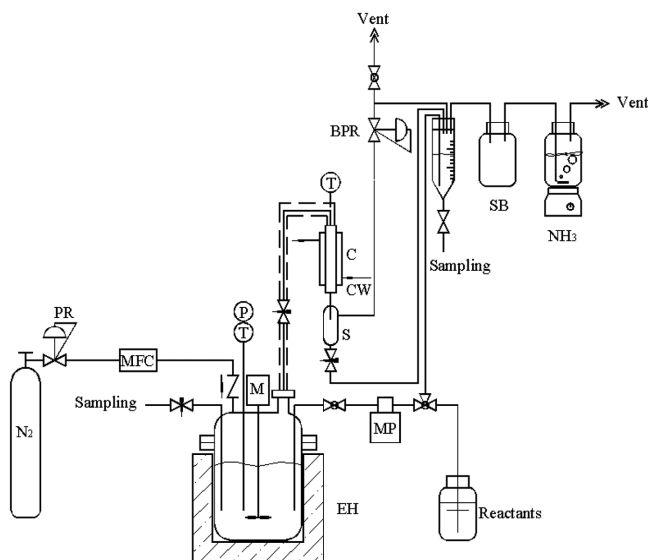 Vent
Vent
BPR
T
SB
NH₃
C
Sampling
CW
PR
P
S
T
MFC
M
Sampling
N₂
MP
EH
Reactants